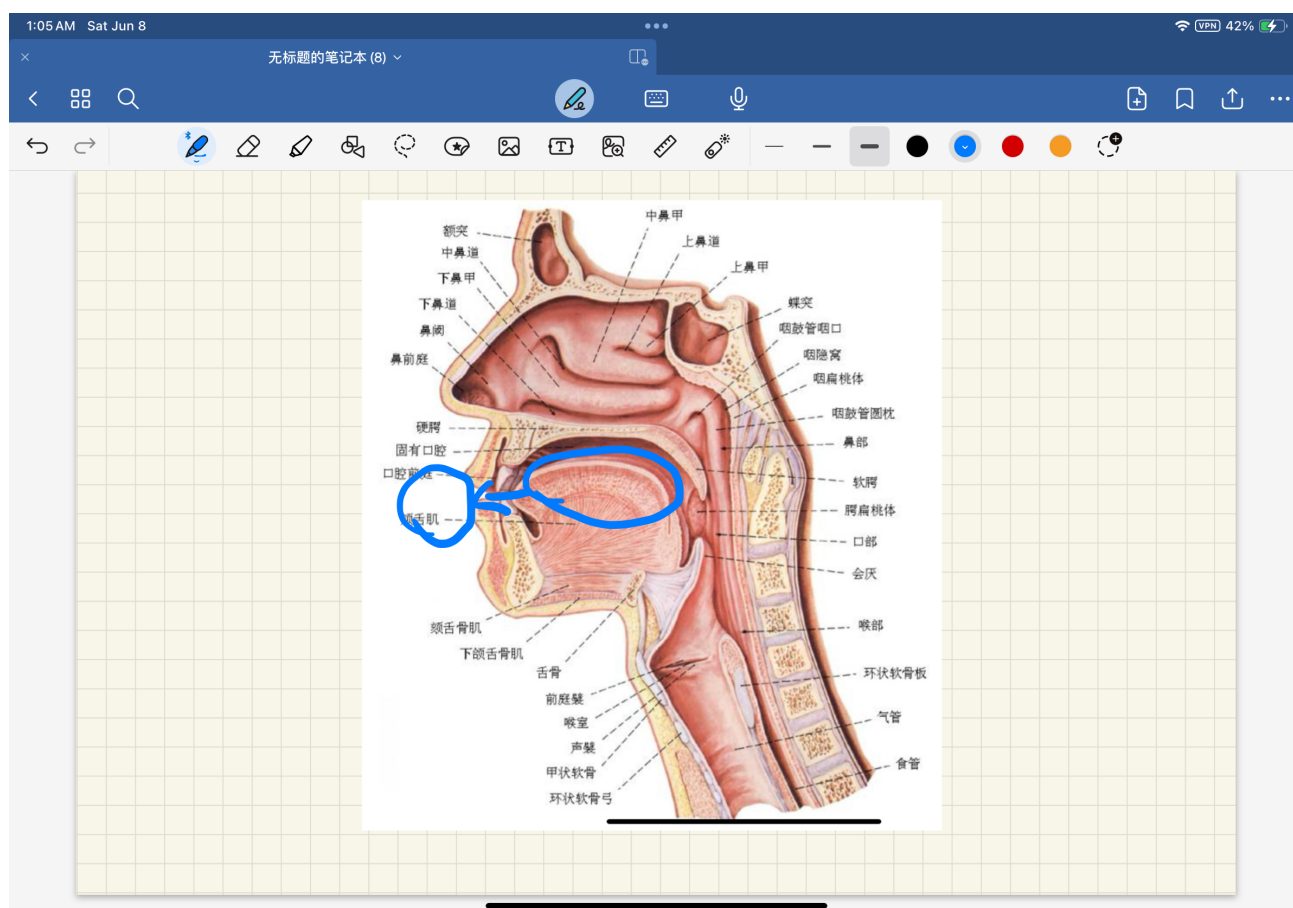 1:05 AM Sat Jun 8
VPN 42%
无标题的笔记本 (8)
T
中鼻甲
额突
上鼻道
中鼻道
上鼻甲
下鼻甲
下鼻道
蝶突
鼻阈
咽鼓管咽口
咽隐窝
鼻前庭
咽扁桃体
咽鼓管圆枕
硬腭
鼻部
固有口腔
口腔前庭
软腭
腭扁桃体
颏舌肌
口部
会厌
颏舌骨肌
喉部
下颌舌骨肌
舌骨
环状软骨板
前庭襞
气管
喉室
声襞
食管
甲状软骨
环状软骨弓